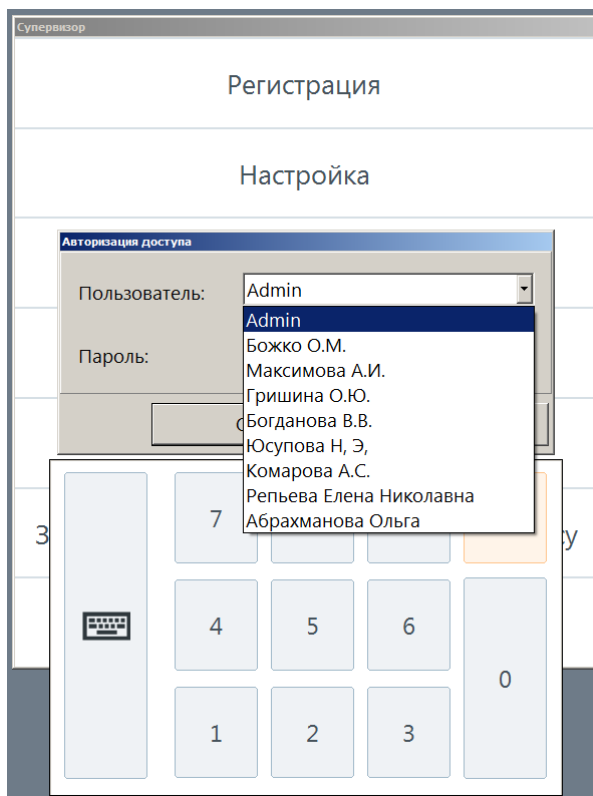 Супервизор
Регистрация
Настройка
Авторизация доступа
Пользователь: Admin
Admin
Божко О.М.
Пароль:
Максимова А.И.
Гришина О.Ю.
Богданова В.В.
Юсупова Н, Э,
Комарова А.С.
Репьева Елена Николавна
Абрахманова Ольга
7
4 5 6
0
1 2 3